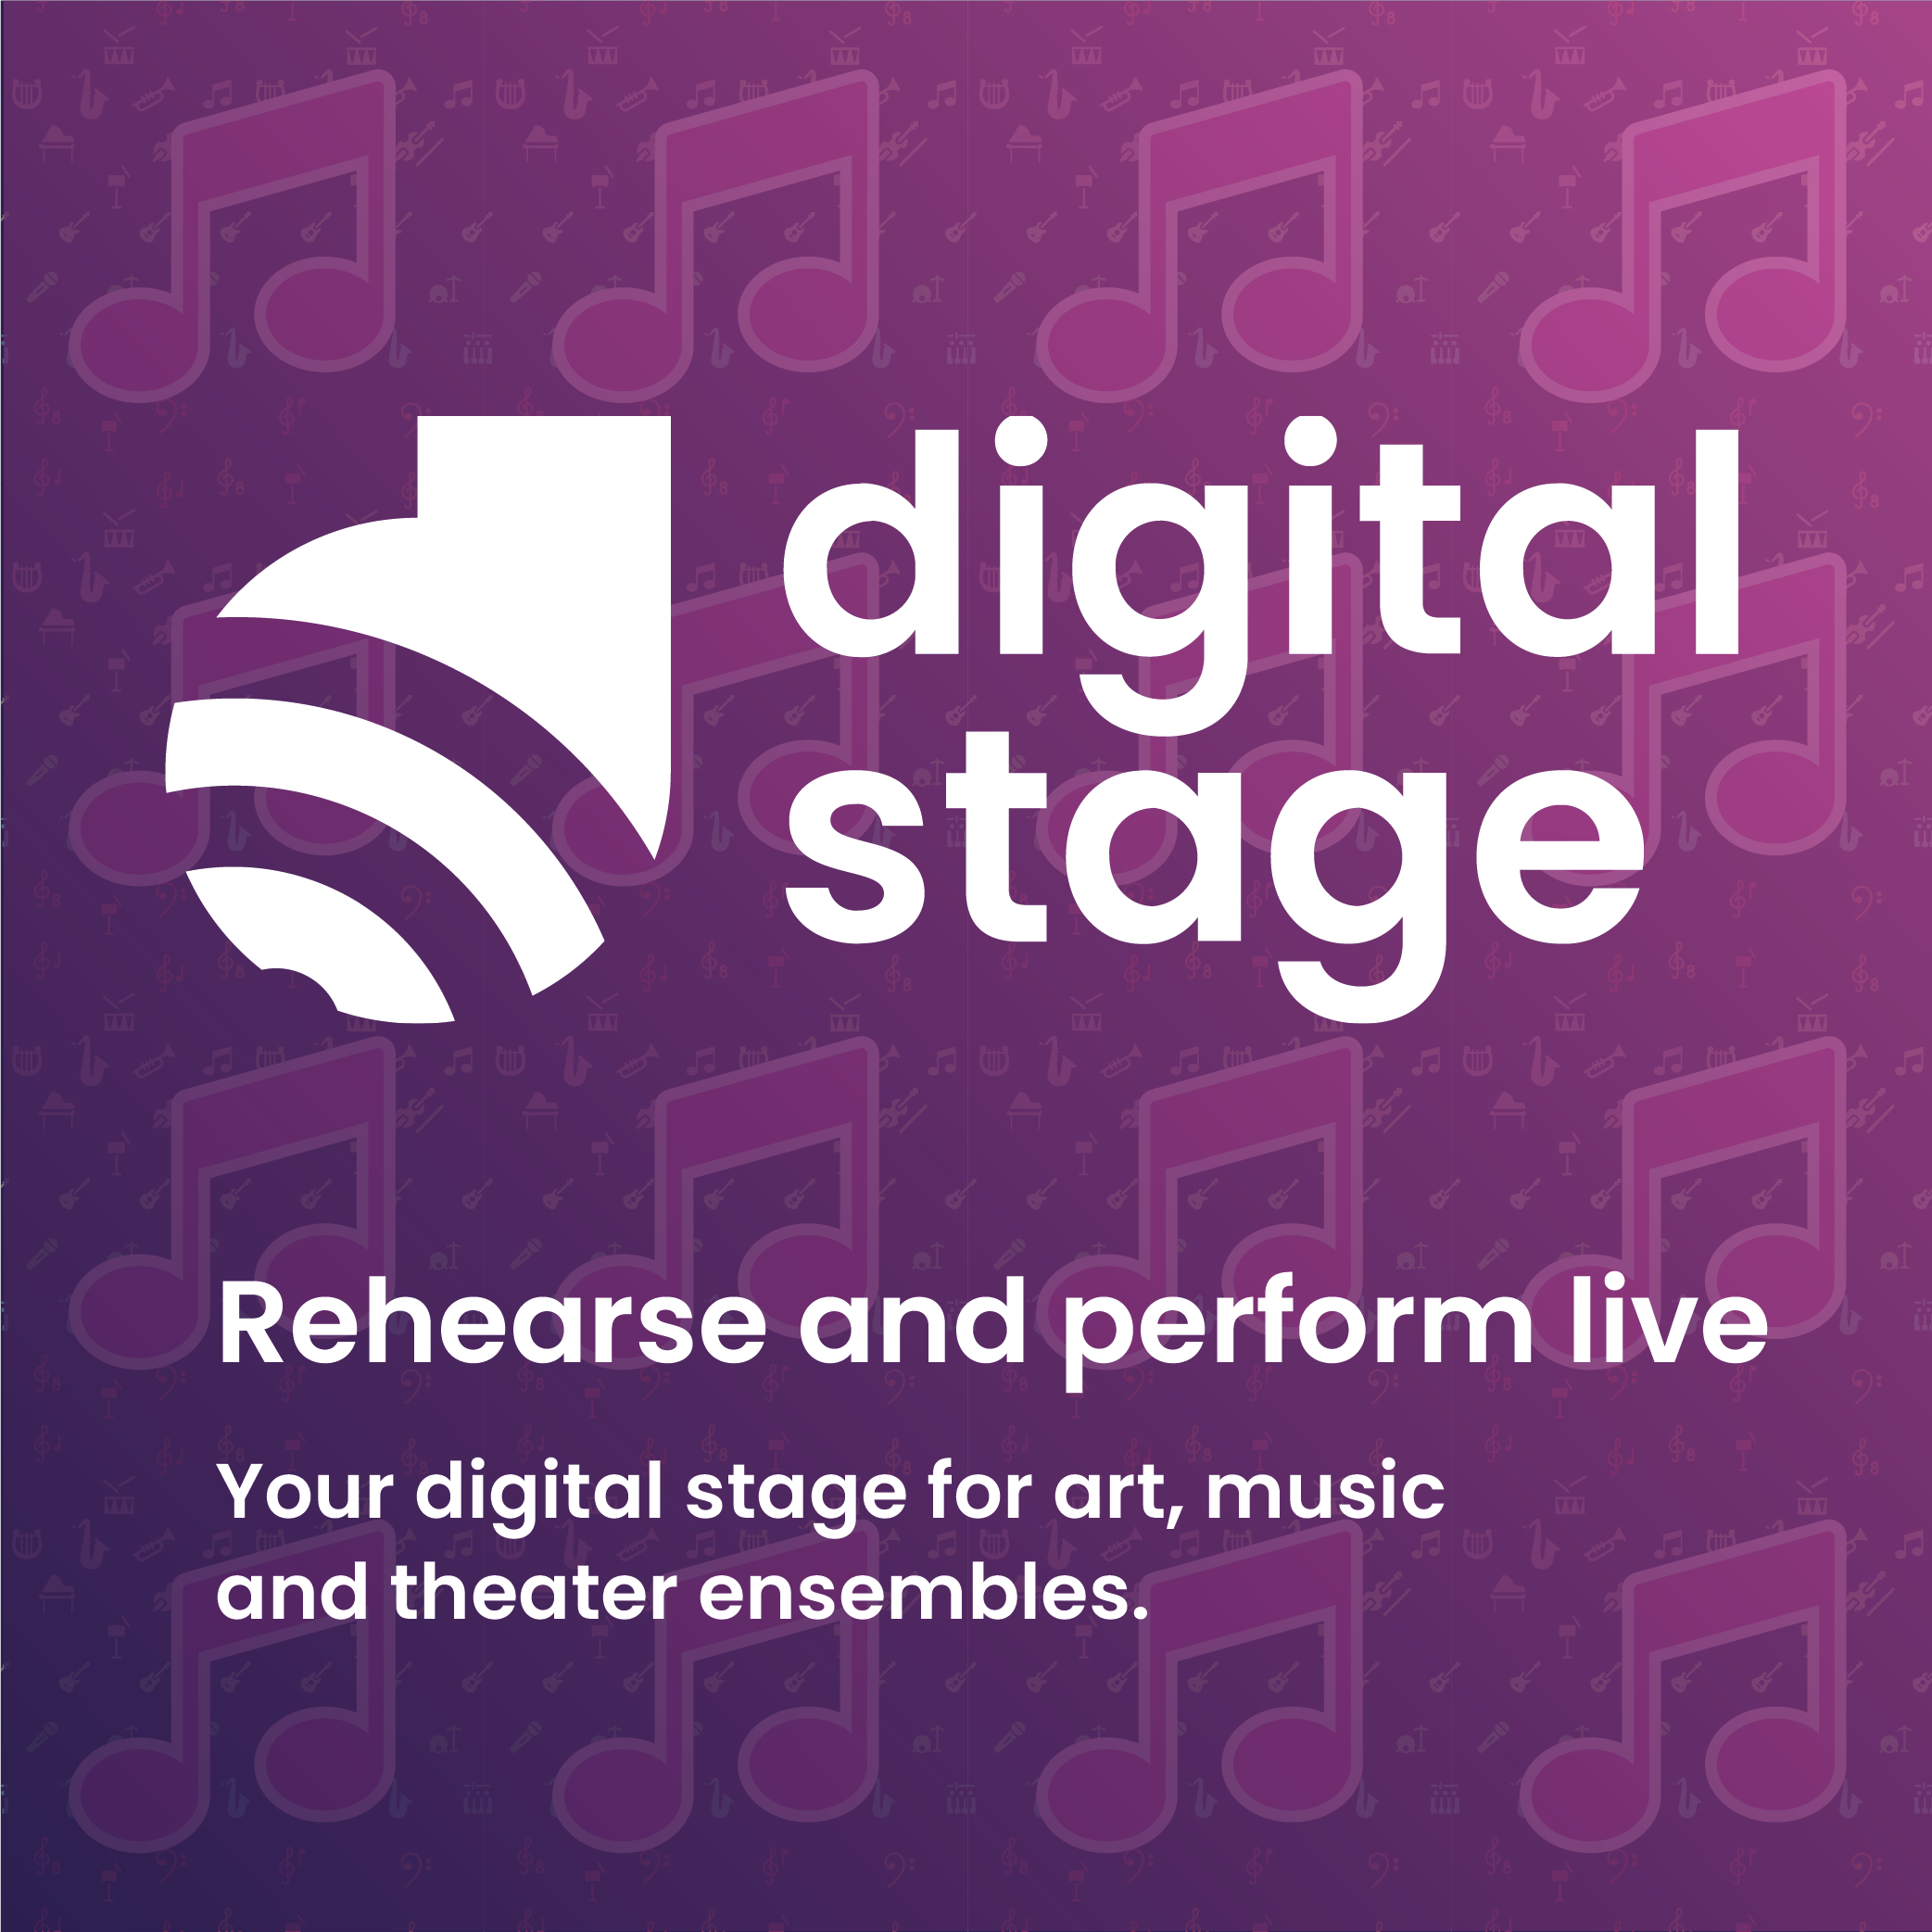 digital
stage
Rehearse and perform live
Your digital stage for art, music
and theater ensembles.